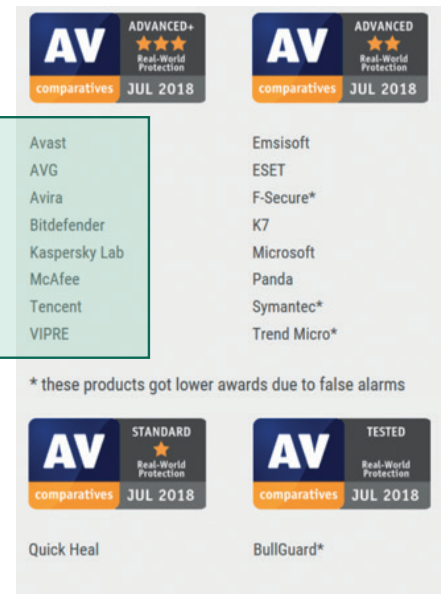 AV
ADVANCED+
Real-World
Protection
comparatives
JUL 2018
AV
ADVANCED
Real-World
Protection
comparatives
JUL 2018
Avast
AVG
Avira
Bitdefender
Kaspersky Lab
McAfee
Tencent
VIPRE
Emsisoft
ESET
F-Secure*
K7
Microsoft
Panda
Symantec*
Trend Micro*
* these products got lower awards due to false alarms
AV
STANDARD
Real-World
Protection
comparatives
JUL 2018
AV
TESTED
Real-World
Protection
comparatives
JUL 2018
Quick Heal
BullGuard*